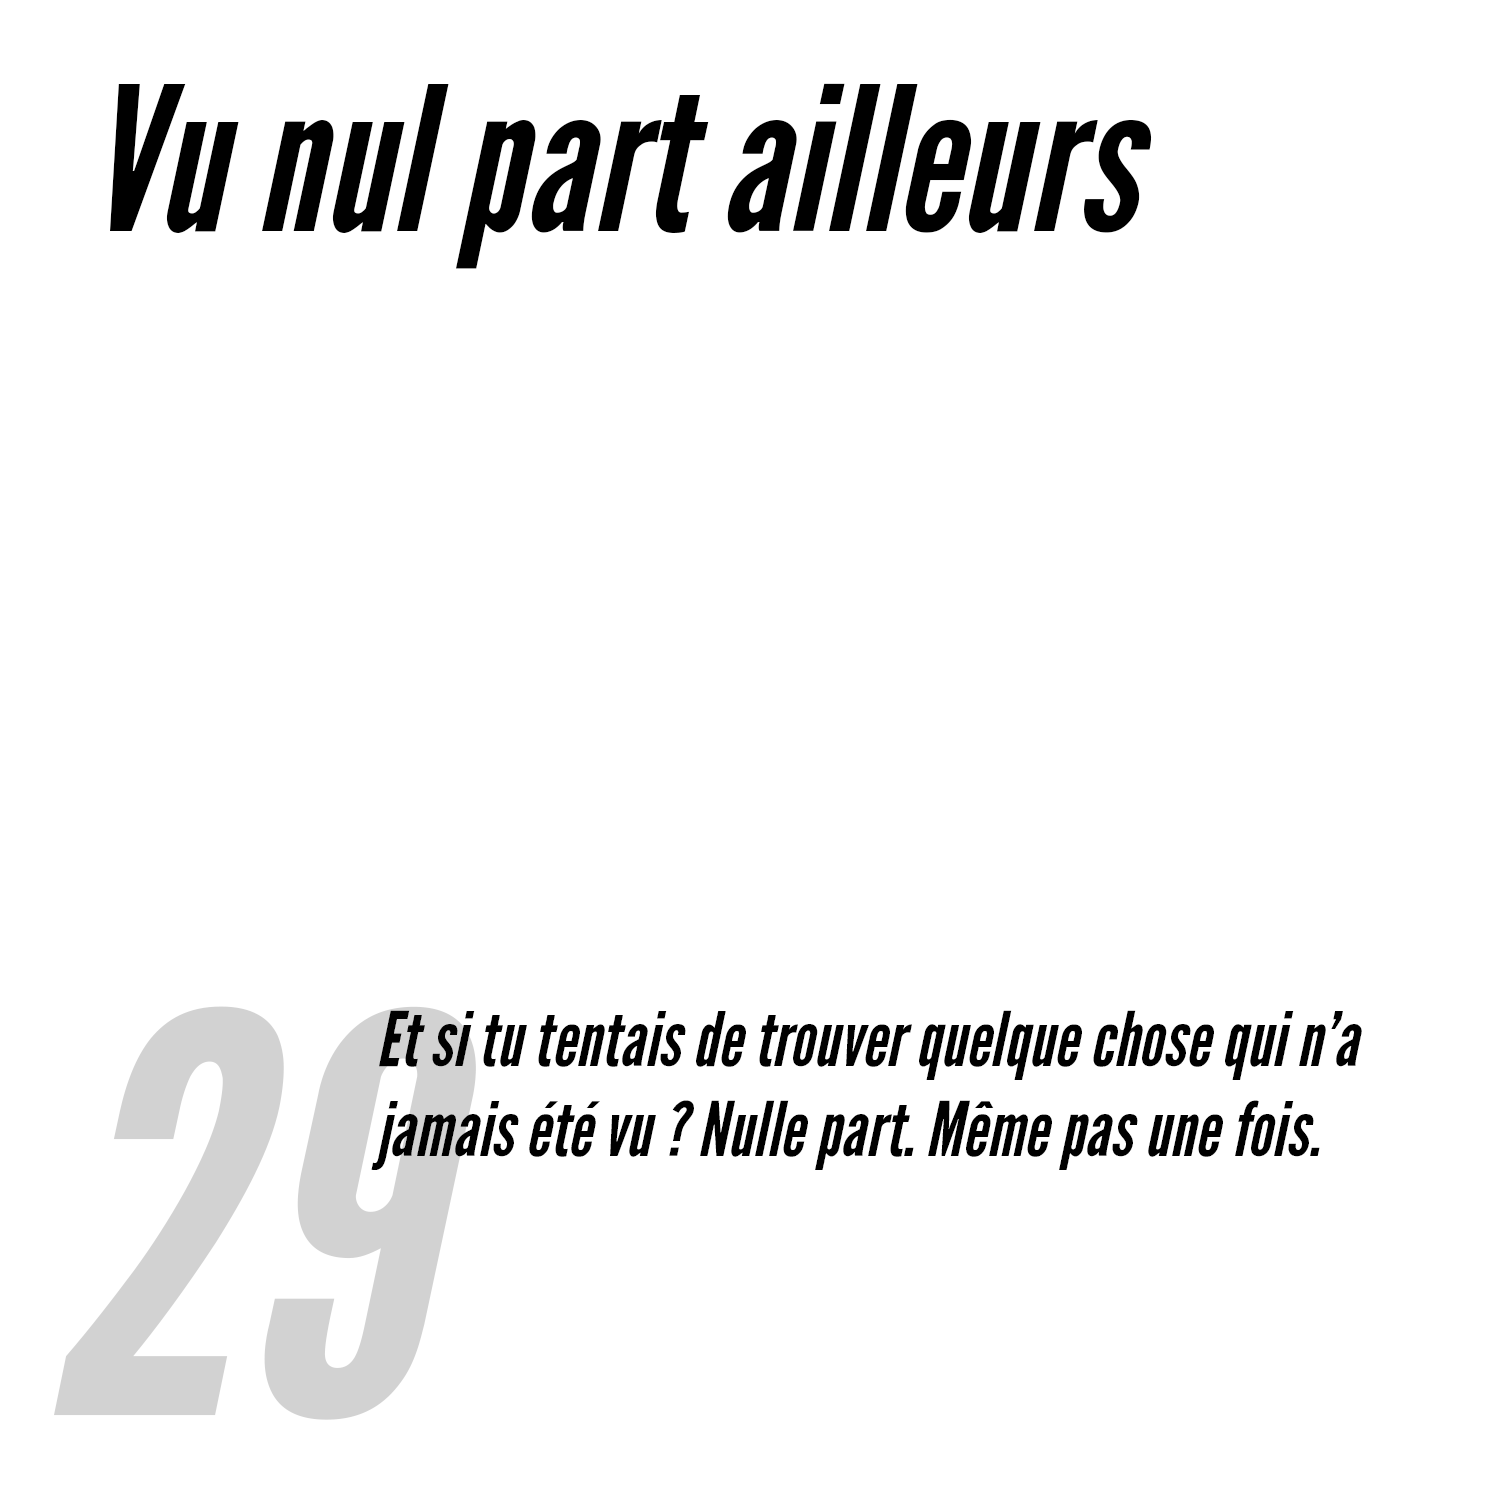 Vu nul part ailleurs
Et si tu tentais de trouver quelque chose qui n’a
jamais été vu ? Nulle part. Même pas une fois.
29